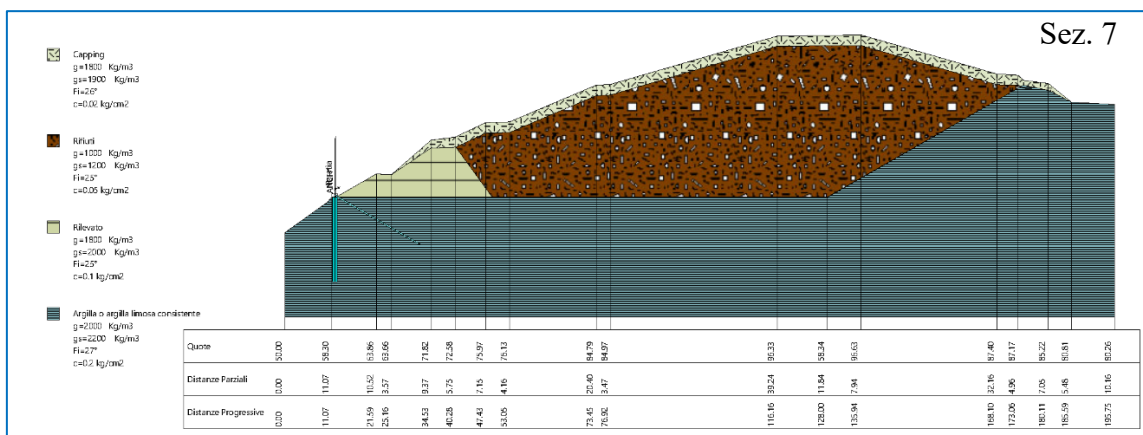 Sez. 7
Capping
g=1800 Kg/m3
gs=1900 Kg/m3
Fi=26°
c=0.02 kg/cm2
Rifiuti
g=1000 Kg/m3
gs=1200 Kg/m3
Fi=25°
c=0.05 kg/cm2
Rilevato
g=1800 Kg/m3
gs=2000 Kg/m3
Fi=25°
c=0.1 kg/cm2
Argilla o argilla limosa consistente
g=2000 Kg/m3
gs=2200 Kg/m3
Fi=27°
c=0.2 kg/cm2
Quote 50.00 58.30 63.86 63.66 71.82 72.58 75.97 76.13 84.79 84.97 96.33 58.34 96.63 87.40 87.17 85.22 80.81 80.26
Distanze Parziali 0.00 11.07 10.52 3.57 9.37 5.75 7.15 4.16 20.40 3.47 39.24 11.84 7.94 32.16 4.96 7.05 5.48 10.16
Distanze Progressive 0.00 11.07 21.59 25.16 34.53 40.28 47.43 53.05 73.45 76.92 116.16 128.00 135.94 168.10 173.06 180.11 185.59 195.75